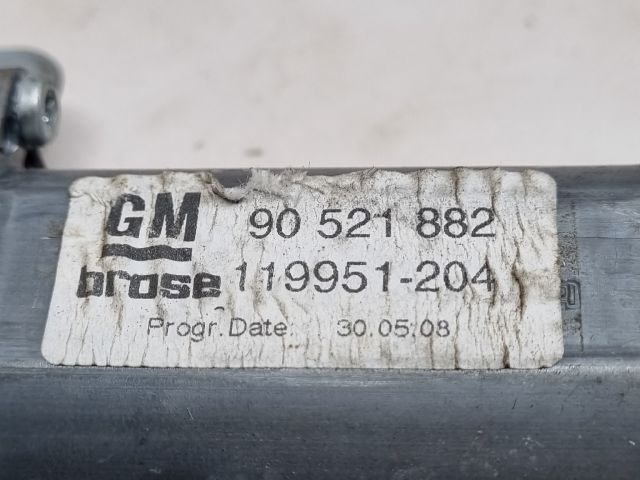 GM 90 521 882
brose 119951-204
Progr. Date. 30.05.08